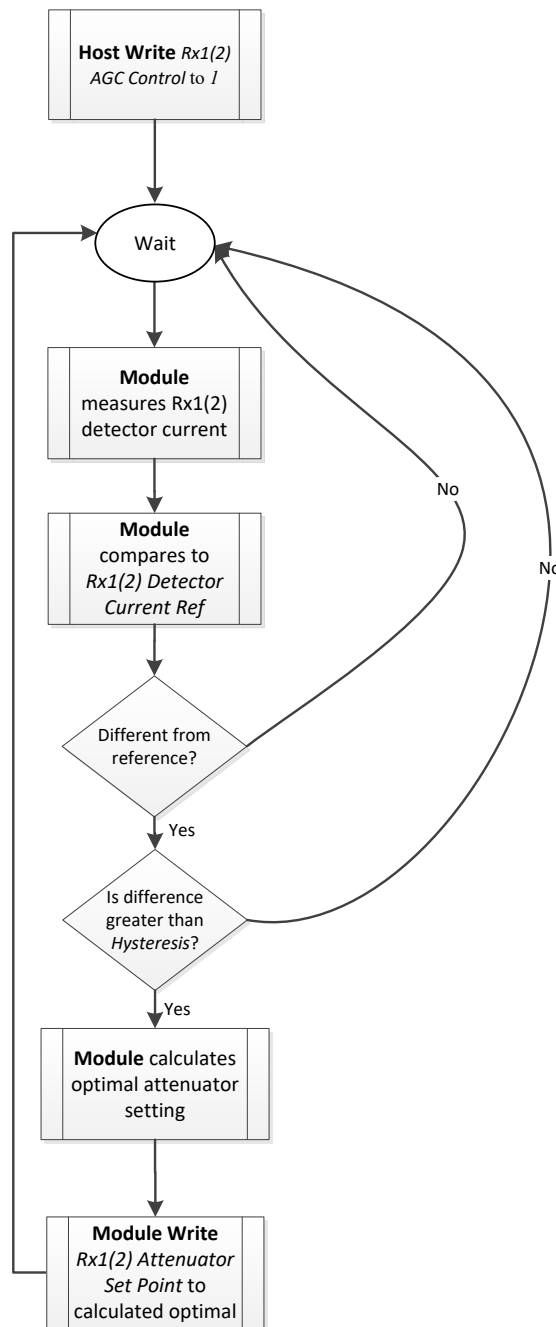 Host Write Rx1(2)
AGC Control to 1
Wait
Module
measures Rx1(2)
detector current
Module
compares to
Rx1(2) Detector
Current Ref
No
No
Different from
reference?
Yes
Is difference
greater than
Hysteresis?
Yes
Module calculates
optimal attenuator
setting
Module Write
Rx1(2) Attenuator
Set Point to
calculated optimal